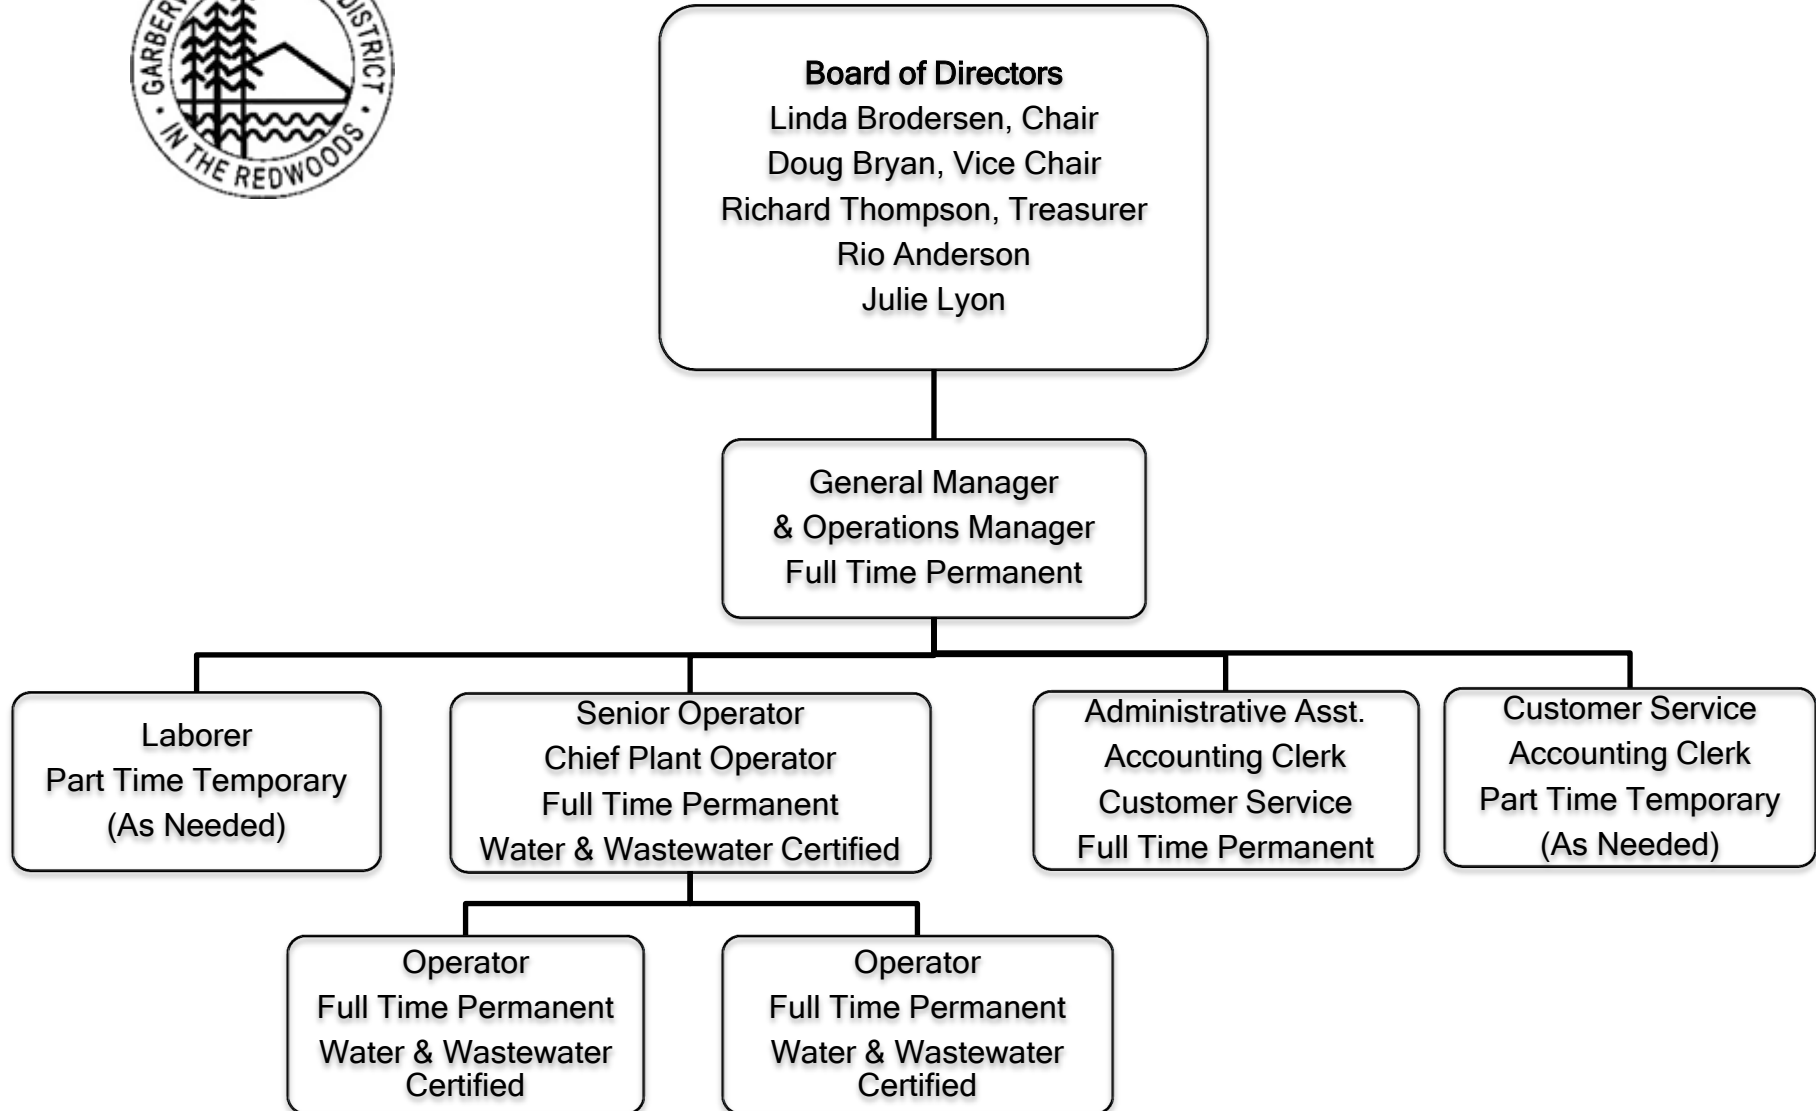 DISTRICT
IN THE REDWOODS
Board of Directors
Linda Brodersen, Chair
Doug Bryan, Vice Chair
Richard Thompson, Treasurer
Rio Anderson
Julie Lyon
General Manager
& Operations Manager
Full Time Permanent
Laborer
Part Time Temporary
(As Needed)
Senior Operator
Chief Plant Operator
Full Time Permanent
Water & Wastewater Certified
Administrative Asst.
Accounting Clerk
Customer Service
Full Time Permanent
Customer Service
Accounting Clerk
Part Time Temporary
(As Needed)
Operator
Full Time Permanent
Water & Wastewater
Certified
Operator
Full Time Permanent
Water & Wastewater
Certified